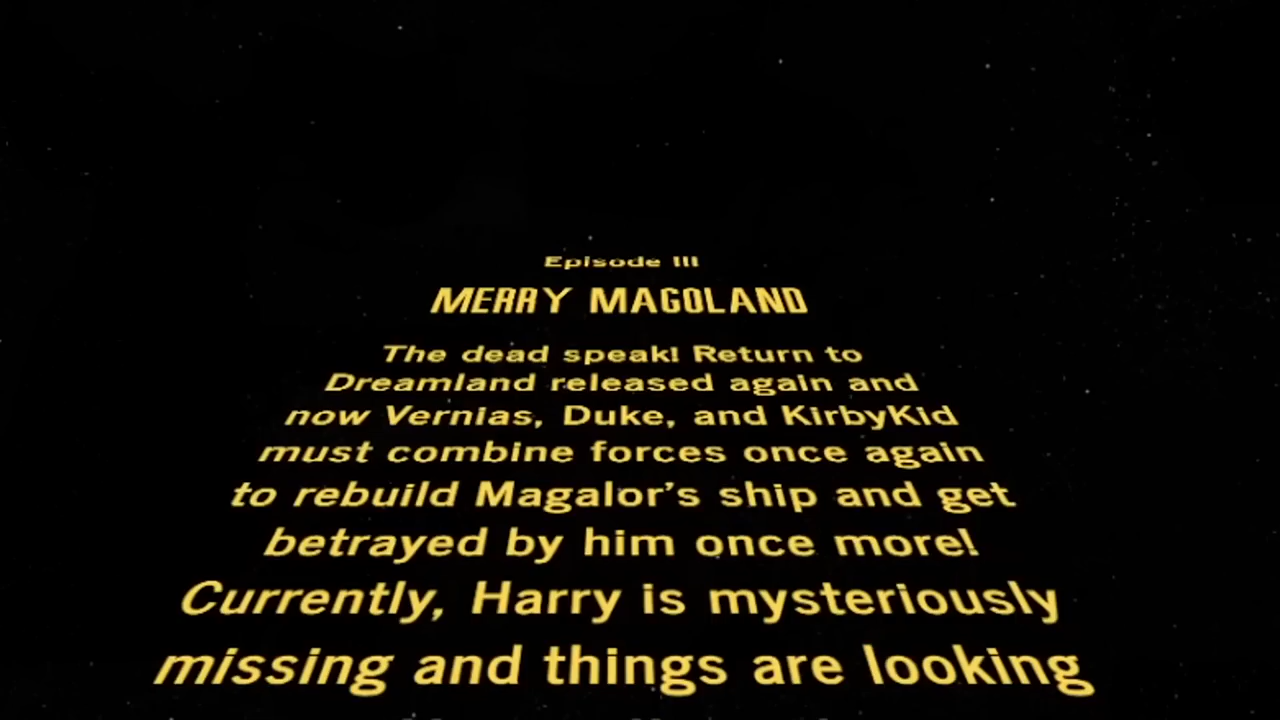 Episode III
MERRY MAGOLAND
The dead speak! Return to
Dreamland released again and
now Vernias, Duke, and KirbyKid
must combine forces once again
to rebuild Magalor's ship and get
betrayed by him once more!
Currently, Harry is mysteriously
missing and things are looking